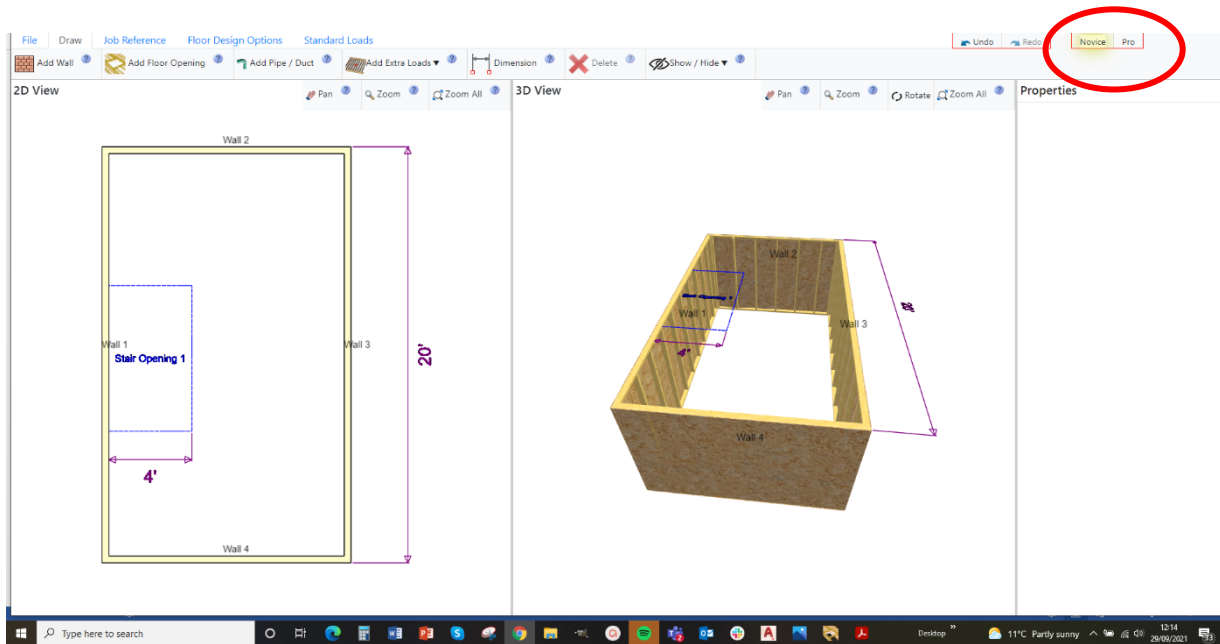 File Draw Job Reference Floor Design Options Standard Loads Undo Redo Novice Pro
Add Wall ? Add Floor Opening ? Add Pipe / Duct ? Add Extra Loads ▾ ? Dimension ? Delete ? Show / Hide ▾ ?
2D View Pan ? Zoom ? Zoom All ? 3D View Pan ? Zoom ? Rotate Zoom All ? Properties
Wall 2
Wall 1
Stair Opening 1
Wall 3
20'
4'
Wall 4
Wall 2
Wall 1
Wall 3
4'
Wall 4
Type here to search
Desktop
11°C Partly sunny
12:14
29/09/2021